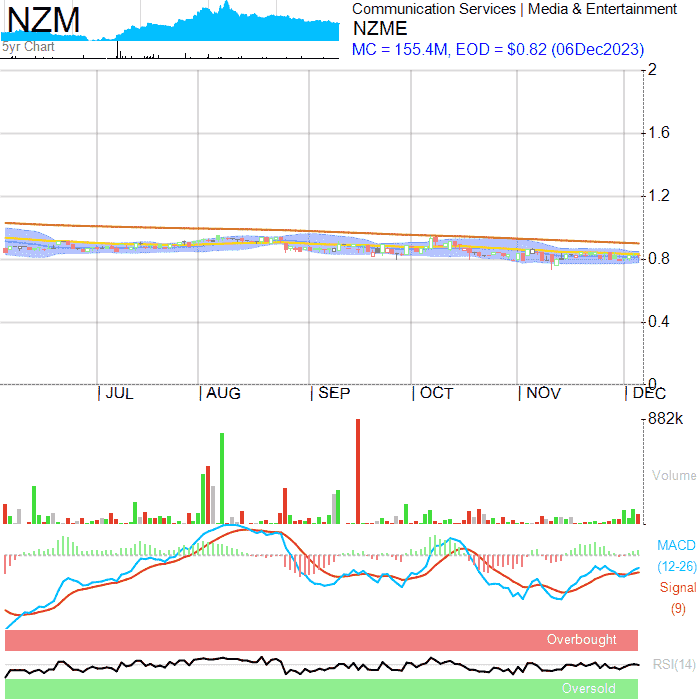 NZM
5yr Chart
Communication Services | Media & Entertainment
NZME
MC = 155.4M, EOD = $0.82 (06Dec2023)
2
1.6
1.2
0.8
0.4
0
JUL AUG SEP OCT NOV DEC
882k
Volume
MACD
(12-26)
Signal
(9)
Overbought
RSI(14)
Oversold